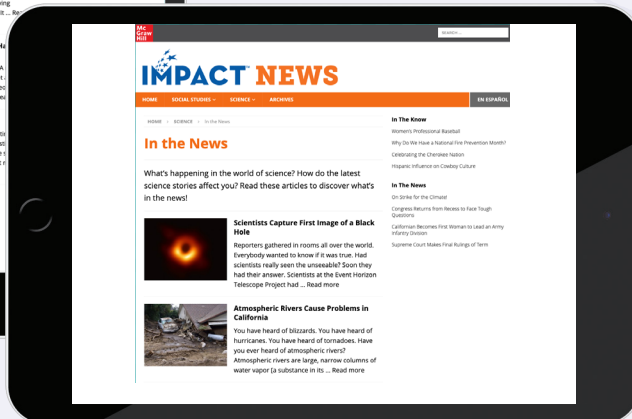 Mc
Graw
Hill
SEARCH ...
IMPACT NEWS
HOME SOCIAL STUDIES SCIENCE ARCHIVES EN ESPAÑOL
HOME > SCIENCE > In the News
In the News
What's happening in the world of science? How do the latest
science stories affect you? Read these articles to discover what's
in the news!
Scientists Capture First Image of a Black
Hole
Reporters gathered in rooms all over the world.
Everybody wanted to know if it was true. Had
scientists really seen the unseeable? Soon they
had their answer. Scientists at the Event Horizon
Telescope Project had ... Read more
Atmospheric Rivers Cause Problems in
California
You have heard of blizzards. You have heard of
hurricanes. You have heard of tornadoes. Have
you ever heard of atmospheric rivers?
Atmospheric rivers are large, narrow columns of
water vapor [a substance in its ... Read more
In The Know
Women's Professional Baseball
Why Do We Have a National Fire Prevention Month?
Celebrating the Cherokee Nation
Hispanic Influence on Cowboy Culture
In The News
On Strike for the Climate!
Congress Returns from Recess to Face Tough
Questions
Californian Becomes First Woman to Lead an Army
Infantry Division
Supreme Court Makes Final Rulings of Term